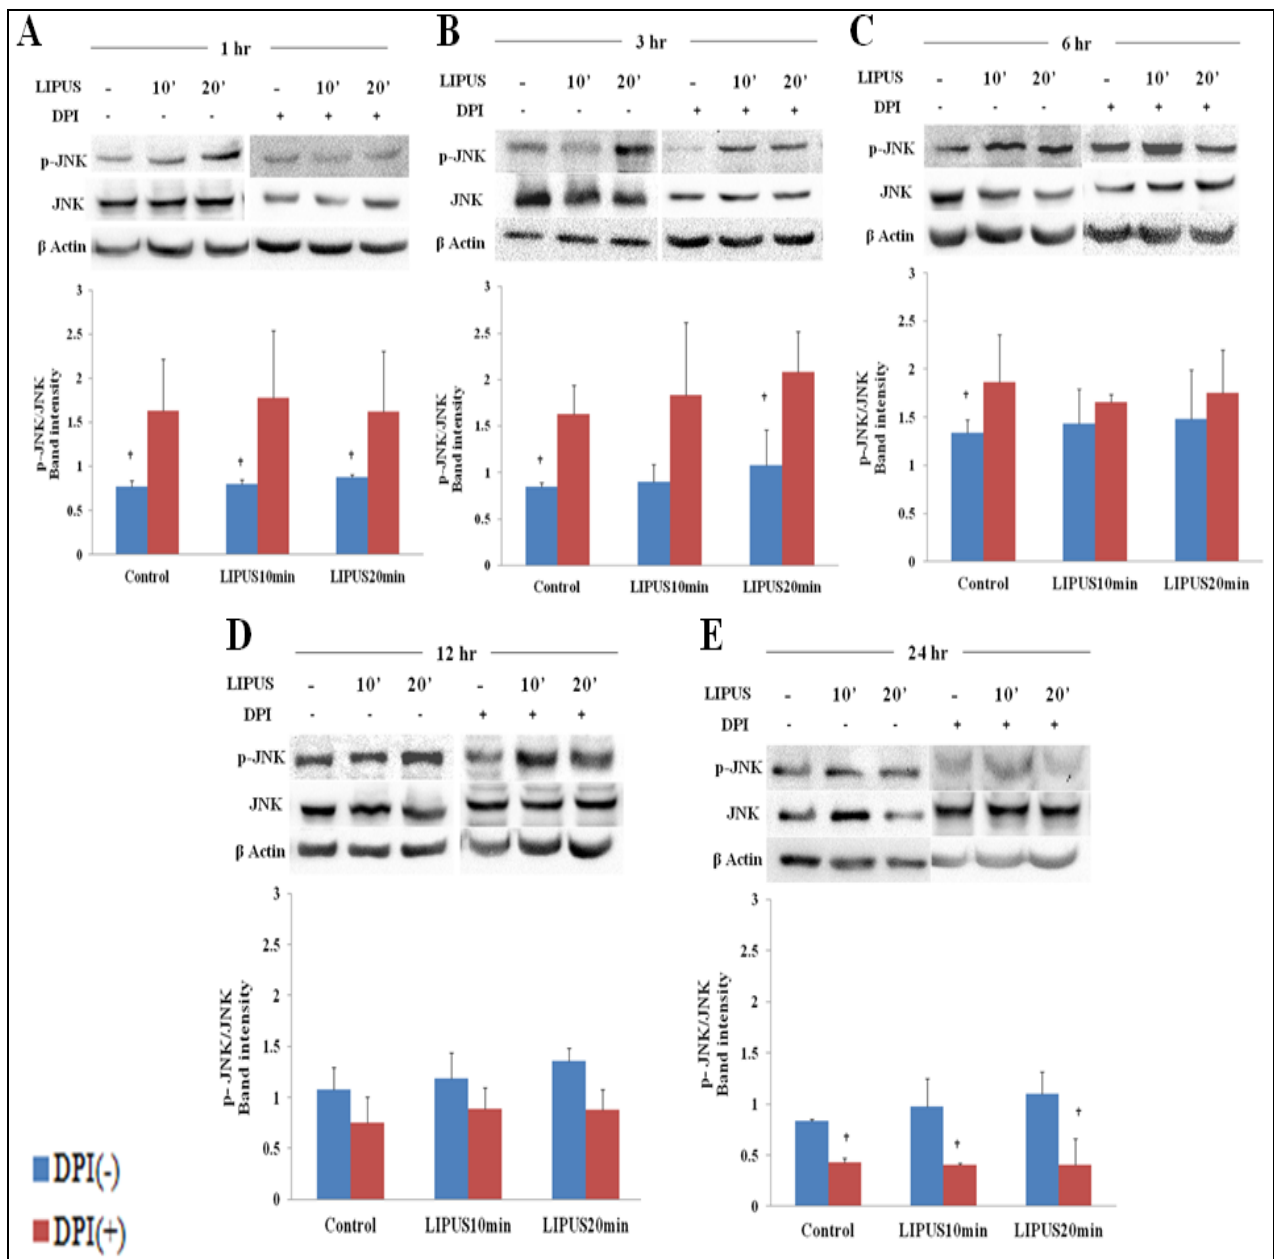 A
1 hr
LIPUS - 10’ 20’ - 10’ 20’
DPI - - - + + +
p-JNK
JNK
β Actin
3
2.5
2
1.5
1
0.5
0
p-JNK/JNK
Band intensity
† † †
Control LIPUS10min LIPUS20min
B
3 hr
LIPUS - 10’ 20’ - 10’ 20’
DPI - - - + + +
p-JNK
JNK
β Actin
3
2.5
2
1.5
1
0.5
0
p-JNK/JNK
Band intensity
† †
Control LIPUS10min LIPUS20min
C
6 hr
LIPUS - 10’ 20’ - 10’ 20’
DPI - - - + + +
p-JNK
JNK
β Actin
3
2.5
2
1.5
1
0.5
0
p-JNK/JNK
Band intensity
†
Control LIPUS10min LIPUS20min
D
12 hr
LIPUS - 10’ 20’ - 10’ 20’
DPI - - - + + +
p-JNK
JNK
β Actin
3
2.5
2
1.5
1
0.5
0
p- JNK/JNK
Band intensity
Control LIPUS10min LIPUS20min
E
24 hr
LIPUS - 10’ 20’ - 10’ 20’
DPI - - - + + +
p-JNK
JNK
β Actin
3
2.5
2
1.5
1
0.5
0
p- JNK/JNK
Band intensity
† † †
Control LIPUS10min LIPUS20min
DPI(-)
DPI(+)